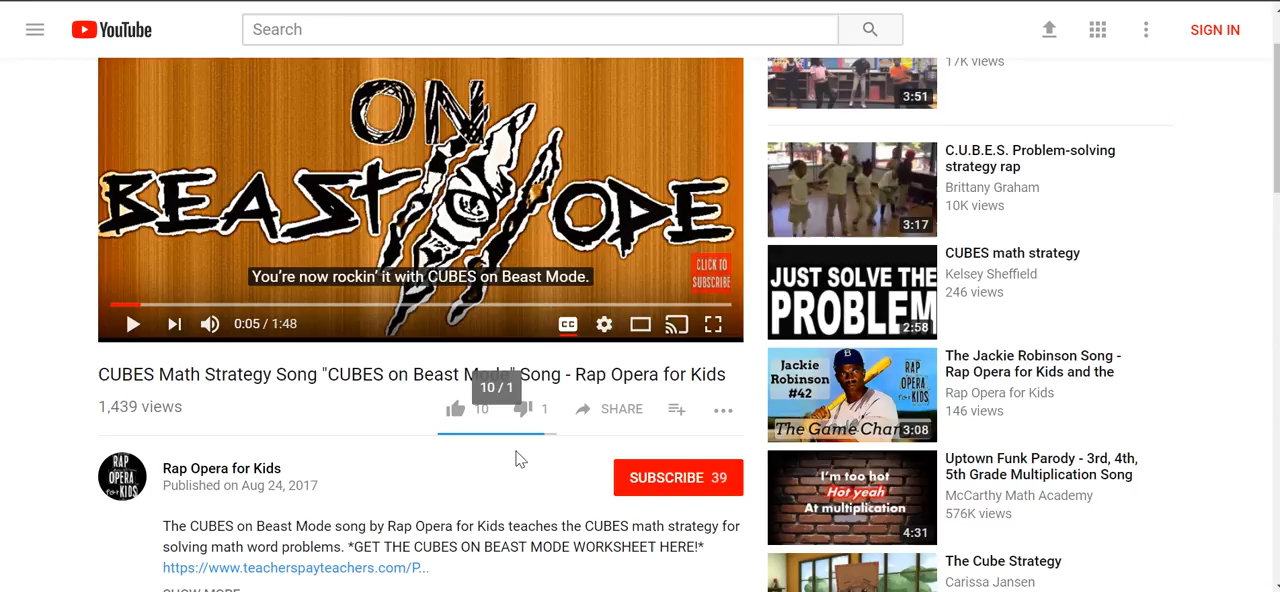 YouTube
Search
SIGN IN
ON
BEAST MODE
CLICK TO
SUBSCRIBE
You're now rockin' it with CUBES on Beast Mode.
0:05 / 1:48
CC
CUBES Math Strategy Song "CUBES on Beast Mode" Song - Rap Opera for Kids
10 / 1
1,439 views
10
1
SHARE
RAP
OPERA
for KIDS
Rap Opera for Kids
Published on Aug 24, 2017
SUBSCRIBE 39
The CUBES on Beast Mode song by Rap Opera for Kids teaches the CUBES math strategy for
solving math word problems. *GET THE CUBES ON BEAST MODE WORKSHEET HERE!*
https://www.teacherspayteachers.com/P...
SHOW MORE
3:51
17K views
3:17
C.U.B.E.S. Problem-solving
strategy rap
Brittany Graham
10K views
JUST SOLVE THE
PROBLEM
2:58
CUBES math strategy
Kelsey Sheffield
246 views
Jackie
Robinson
#42
B
RAP
OPERA
for KIDS
The Game Chan
3:08
The Jackie Robinson Song -
Rap Opera for Kids and the
Rap Opera for Kids
146 views
I'm too hot
Hot yeah
At multiplication
4:31
Uptown Funk Parody - 3rd, 4th,
5th Grade Multiplication Song
McCarthy Math Academy
576K views
The Cube Strategy
Carissa Jansen